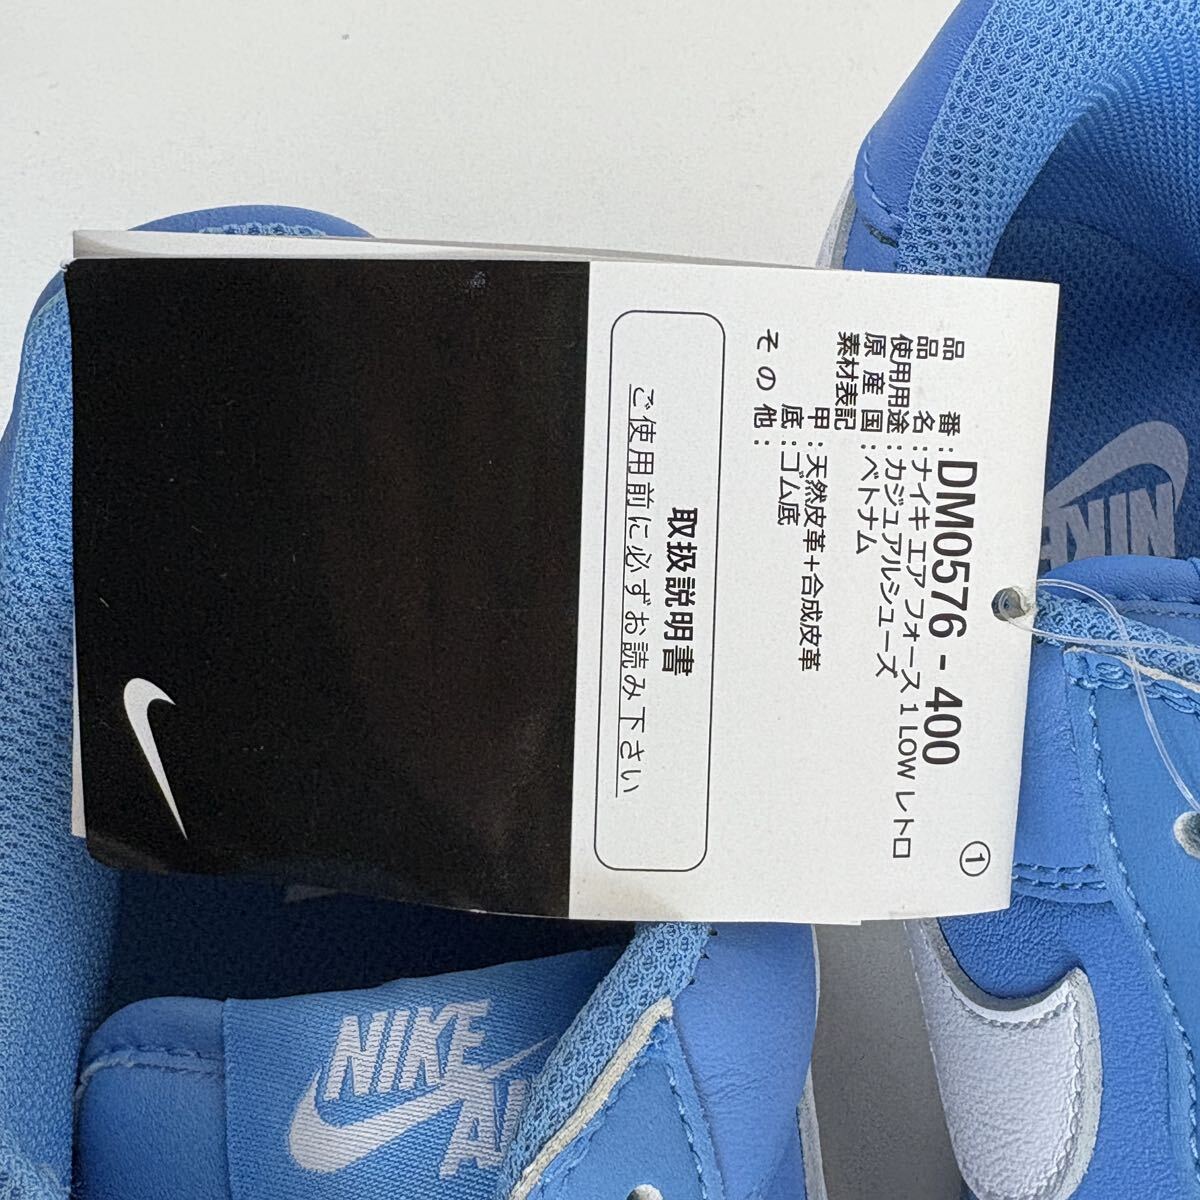 品番:DM0576 - 400
品名:ナイキ エア フォース 1 LOW レトロ
使用用途:カジュアルシューズ
原産国:ベトナム
素材表記 甲:天然皮革+合成皮革
底:ゴム底
その他:
①
取扱説明書
ご使用前に必ずお読み下さい
NIKE
NIKE